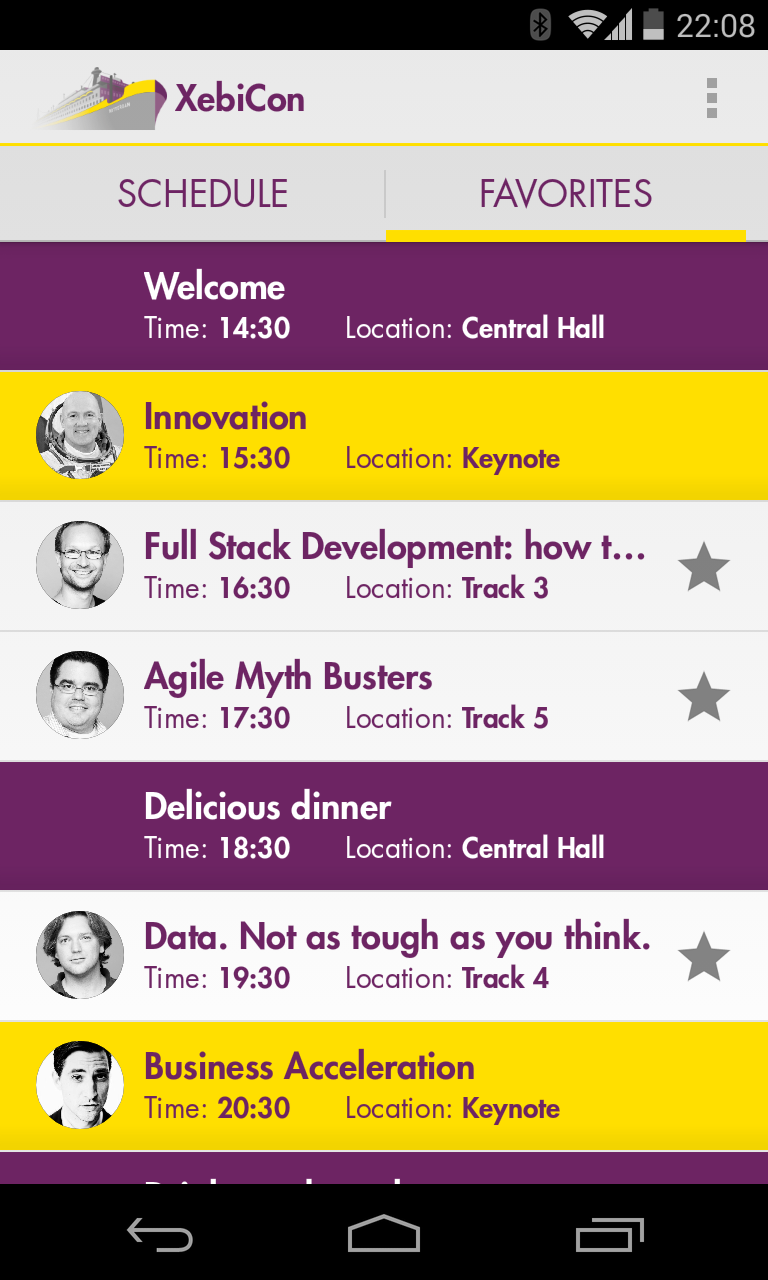 22:08
XebiCon
SCHEDULE
FAVORITES
Welcome
Time: 14:30 Location: Central Hall
Innovation
Time: 15:30 Location: Keynote
Full Stack Development: how t...
Time: 16:30 Location: Track 3
Agile Myth Busters
Time: 17:30 Location: Track 5
Delicious dinner
Time: 18:30 Location: Central Hall
Data. Not as tough as you think.
Time: 19:30 Location: Track 4
Business Acceleration
Time: 20:30 Location: Keynote